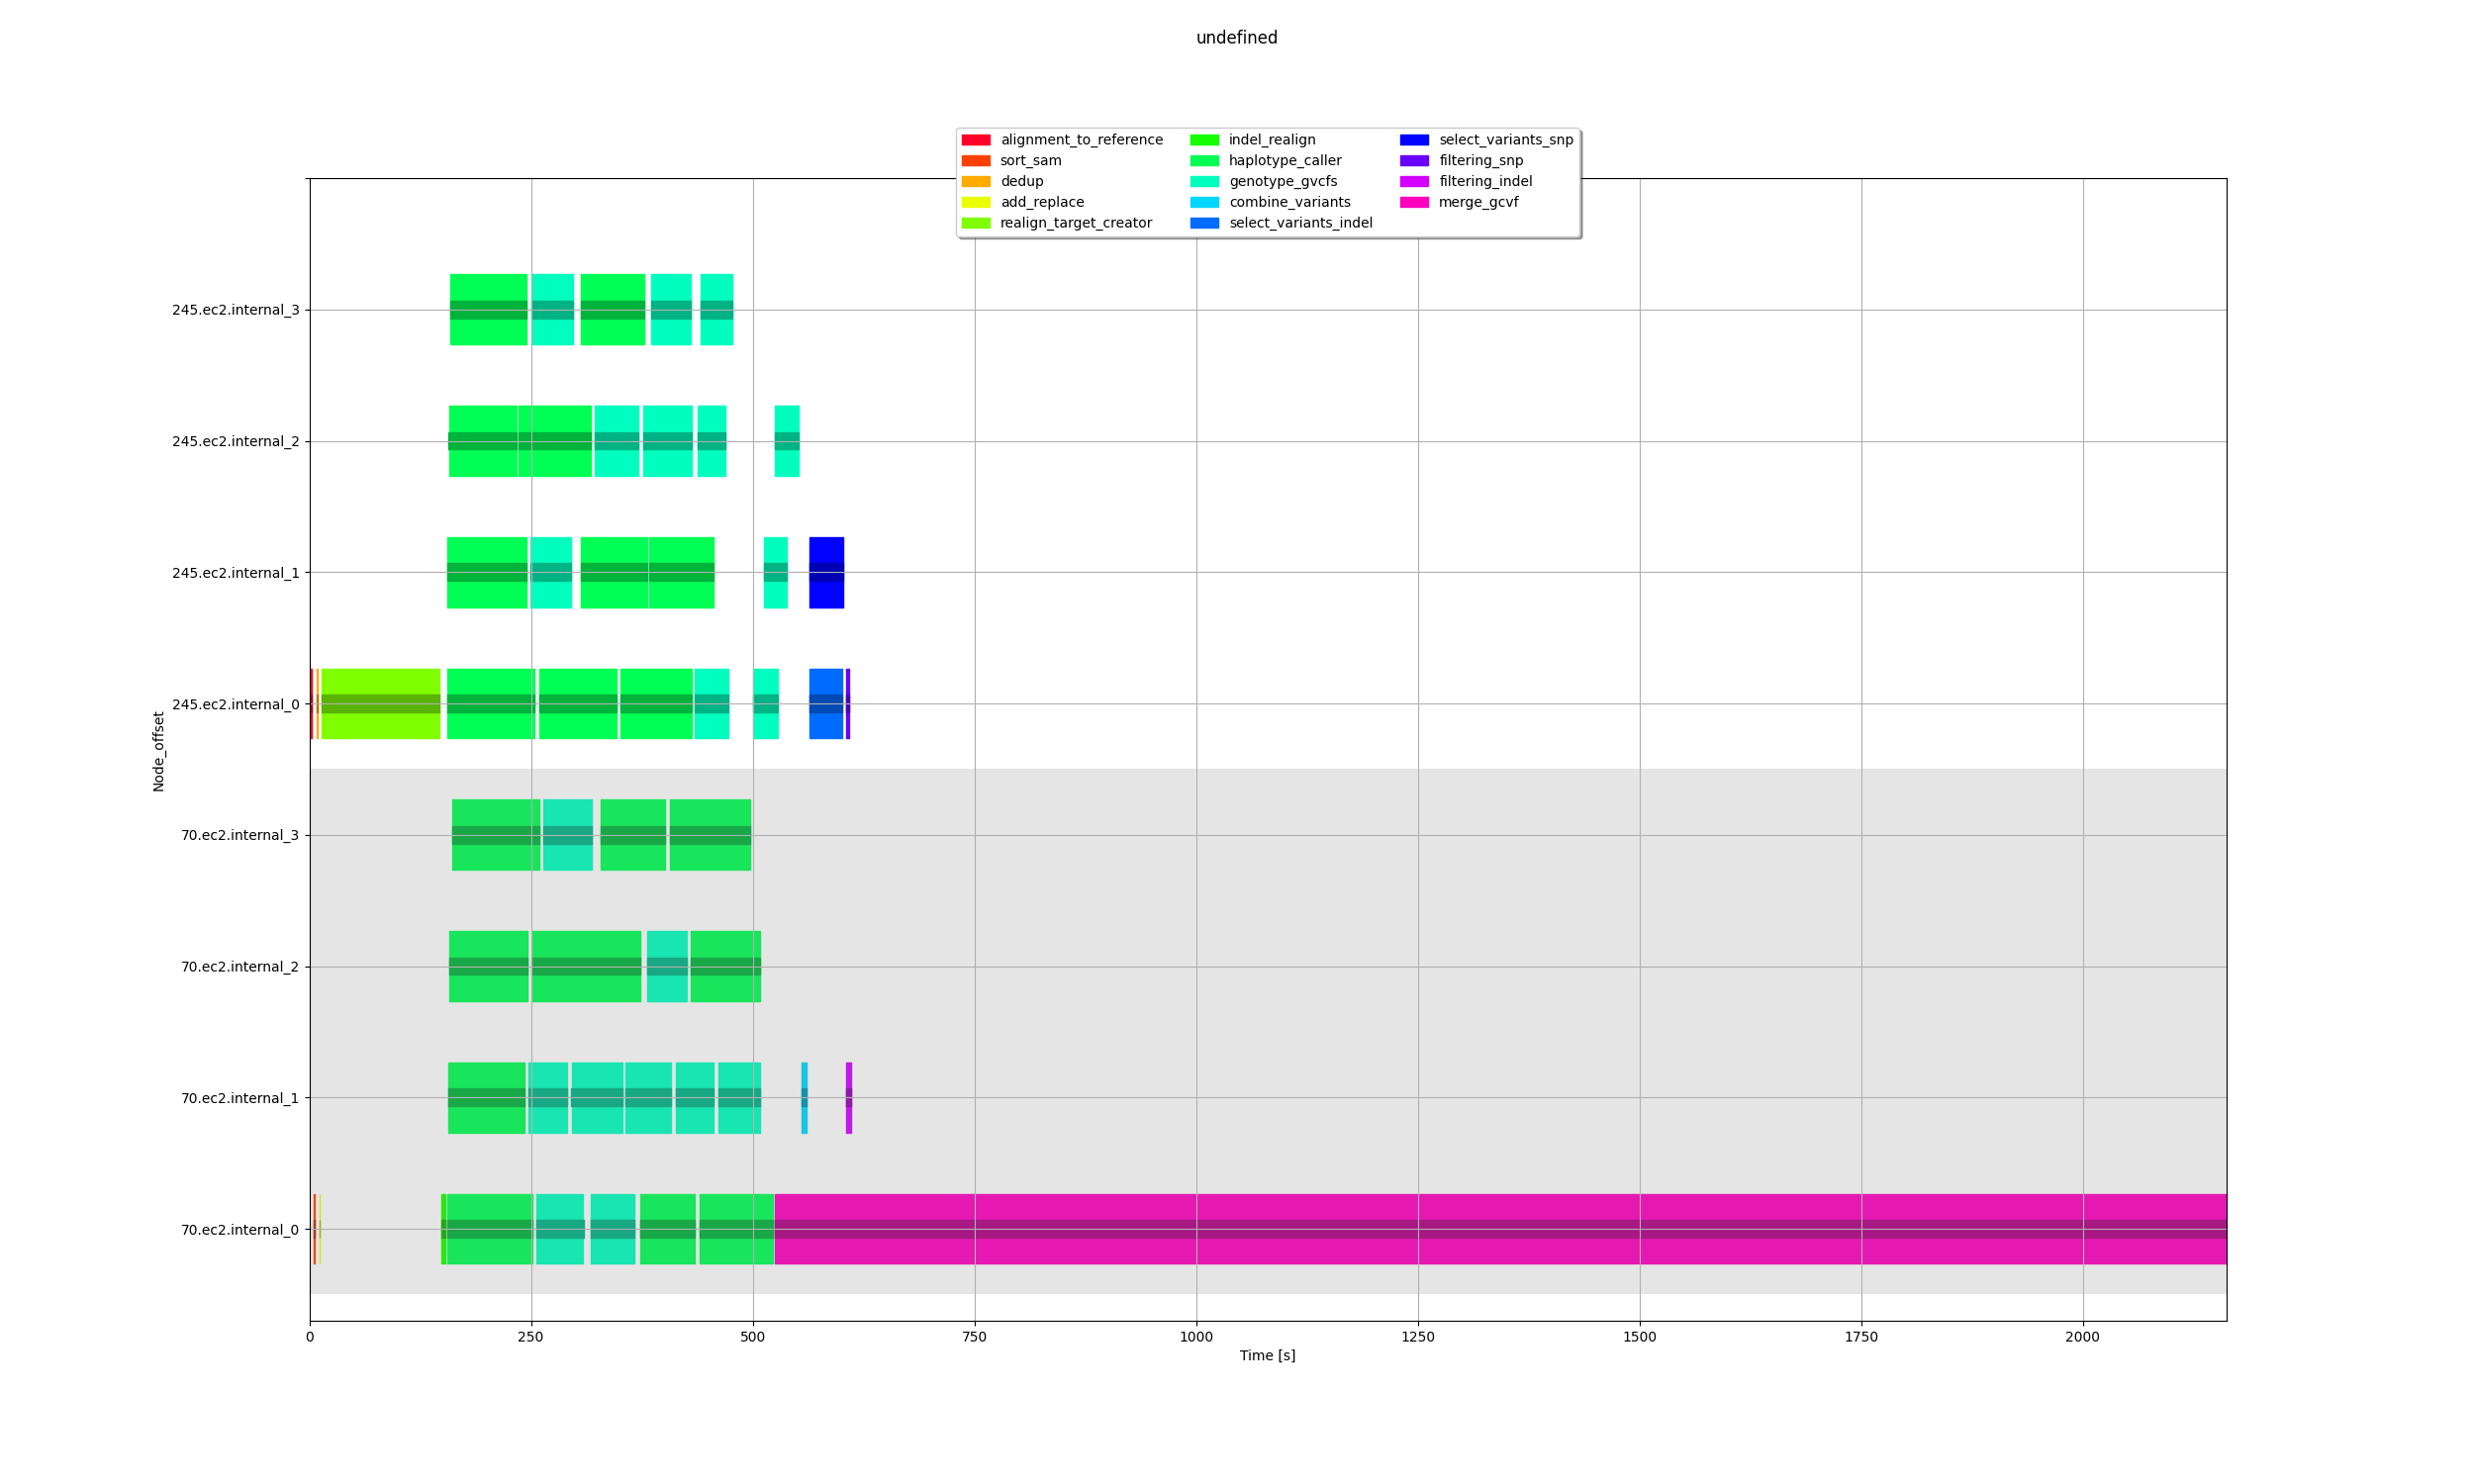 undefined
alignment_to_reference
sort_sam
dedup
add_replace
realign_target_creator
indel_realign
haplotype_caller
genotype_gvcfs
combine_variants
select_variants_indel
select_variants_snp
filtering_snp
filtering_indel
merge_gcvf
Node_offset
245.ec2.internal_3
245.ec2.internal_2
245.ec2.internal_1
245.ec2.internal_0
70.ec2.internal_3
70.ec2.internal_2
70.ec2.internal_1
70.ec2.internal_0
0 250 500 750 1000 1250 1500 1750 2000
Time [s]